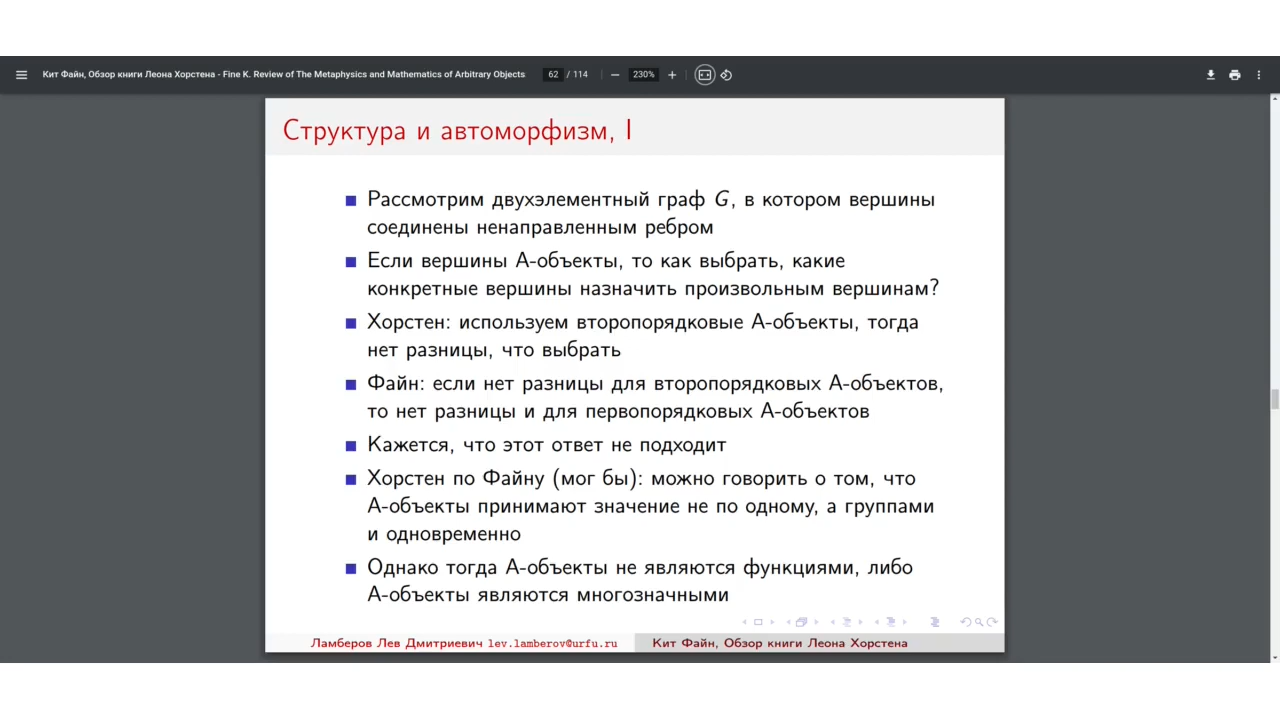 Кит Файн, Обзор книги Леона Хорстена - Fine K. Review of The Metaphysics and Mathematics of Arbitrary Objects 62 / 114 230%
Структура и автоморфизм, I
Рассмотрим двухэлементный граф G, в котором вершины
соединены ненаправленным ребром
Если вершины А-объекты, то как выбрать, какие
конкретные вершины назначить произвольным вершинам?
Хорстен: используем второпорядковые А-объекты, тогда
нет разницы, что выбрать
Файн: если нет разницы для второпорядковых А-объектов,
то нет разницы и для первопорядковых А-объектов
Кажется, что этот ответ не подходит
Хорстен по Файну (мог бы): можно говорить о том, что
А-объекты принимают значение не по одному, а группами
и одновременно
Однако тогда А-объекты не являются функциями, либо
А-объекты являются многозначными
Ламберов Лев Дмитриевич lev.lamberov@urfu.ru Кит Файн, Обзор книги Леона Хорстена